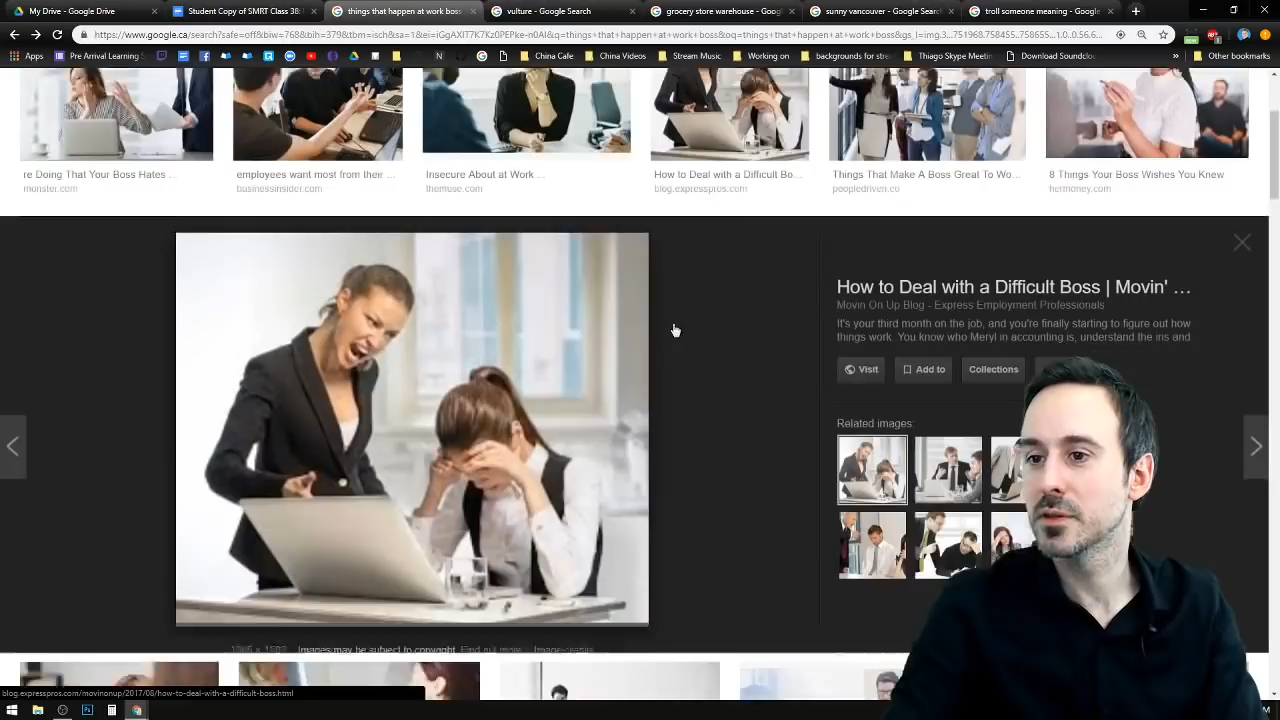 My Drive - Google Drive
Student Copy of SMRT Class 38:
things that happen at work boss
vulture - Google Search
grocery store warehouse - Google
sunny vancouver - Google Search
troll someone meaning - Google
https://www.google.ca/search?safe=off&biw=768&bih=379&tbm=isch&sa=1&ei=iGgAXIT7K7Kz0PEPke-n0AI&q=things+that+happen+at+work+boss&oq=things+that+happen+at+work+boss&gs_l=img.3...751968.758455..758655...1.0..0.56.6...
Apps
Pre Arrival Learning
China Cafe
China Videos
Stream Music
Working on
backgrounds for stre
Thiago Skype Meetin
Download Soundclou
»
Other bookmarks
re Doing That Your Boss Hates ...
monster.com
employees want most from their ...
businessinsider.com
Insecure About at Work ...
themuse.com
How to Deal with a Difficult Bo...
blog.expresspros.com
Things That Make A Boss Great To Wo...
peopledriven.co
8 Things Your Boss Wishes You Knew
hermoney.com
How to Deal with a Difficult Boss | Movin' ...
Movin On Up Blog - Express Employment Professionals
It's your third month on the job, and you're finally starting to figure out how
things work. You know who Meryl in accounting is, understand the ins and
Visit
Add to
Collections
Related images:
Images may be subject to copyright. Find out more
blog.expresspros.com/movinonup/2017/08/how-to-deal-with-a-difficult-boss.html